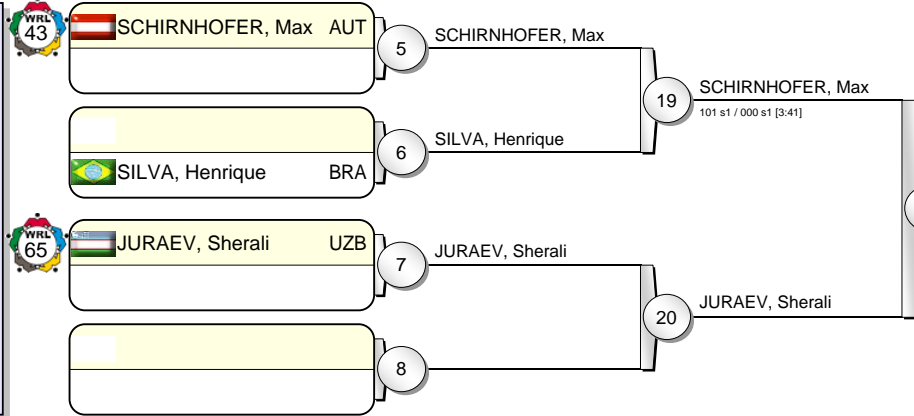 WRL
43
SCHIRNHOFER, Max AUT
5
SCHIRNHOFER, Max
19
SCHIRNHOFER, Max
101 s1 / 000 s1 [3:41]
6
SILVA, Henrique
SILVA, Henrique BRA
WRL
65
JURAEV, Sherali UZB
7
JURAEV, Sherali
20
JURAEV, Sherali
8